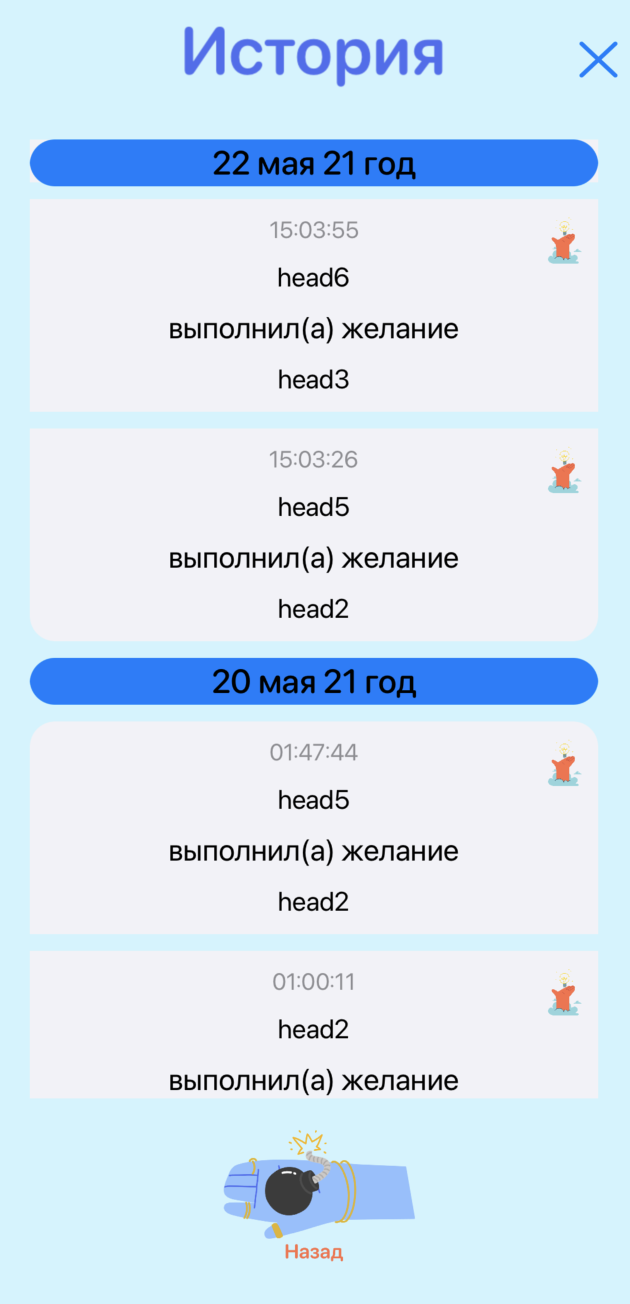 История
22 мая 21 год
15:03:55
head6
выполнил(а) желание
head3
15:03:26
head5
выполнил(а) желание
head2
20 мая 21 год
01:47:44
head5
выполнил(а) желание
head2
01:00:11
head2
выполнил(а) желание
Назад